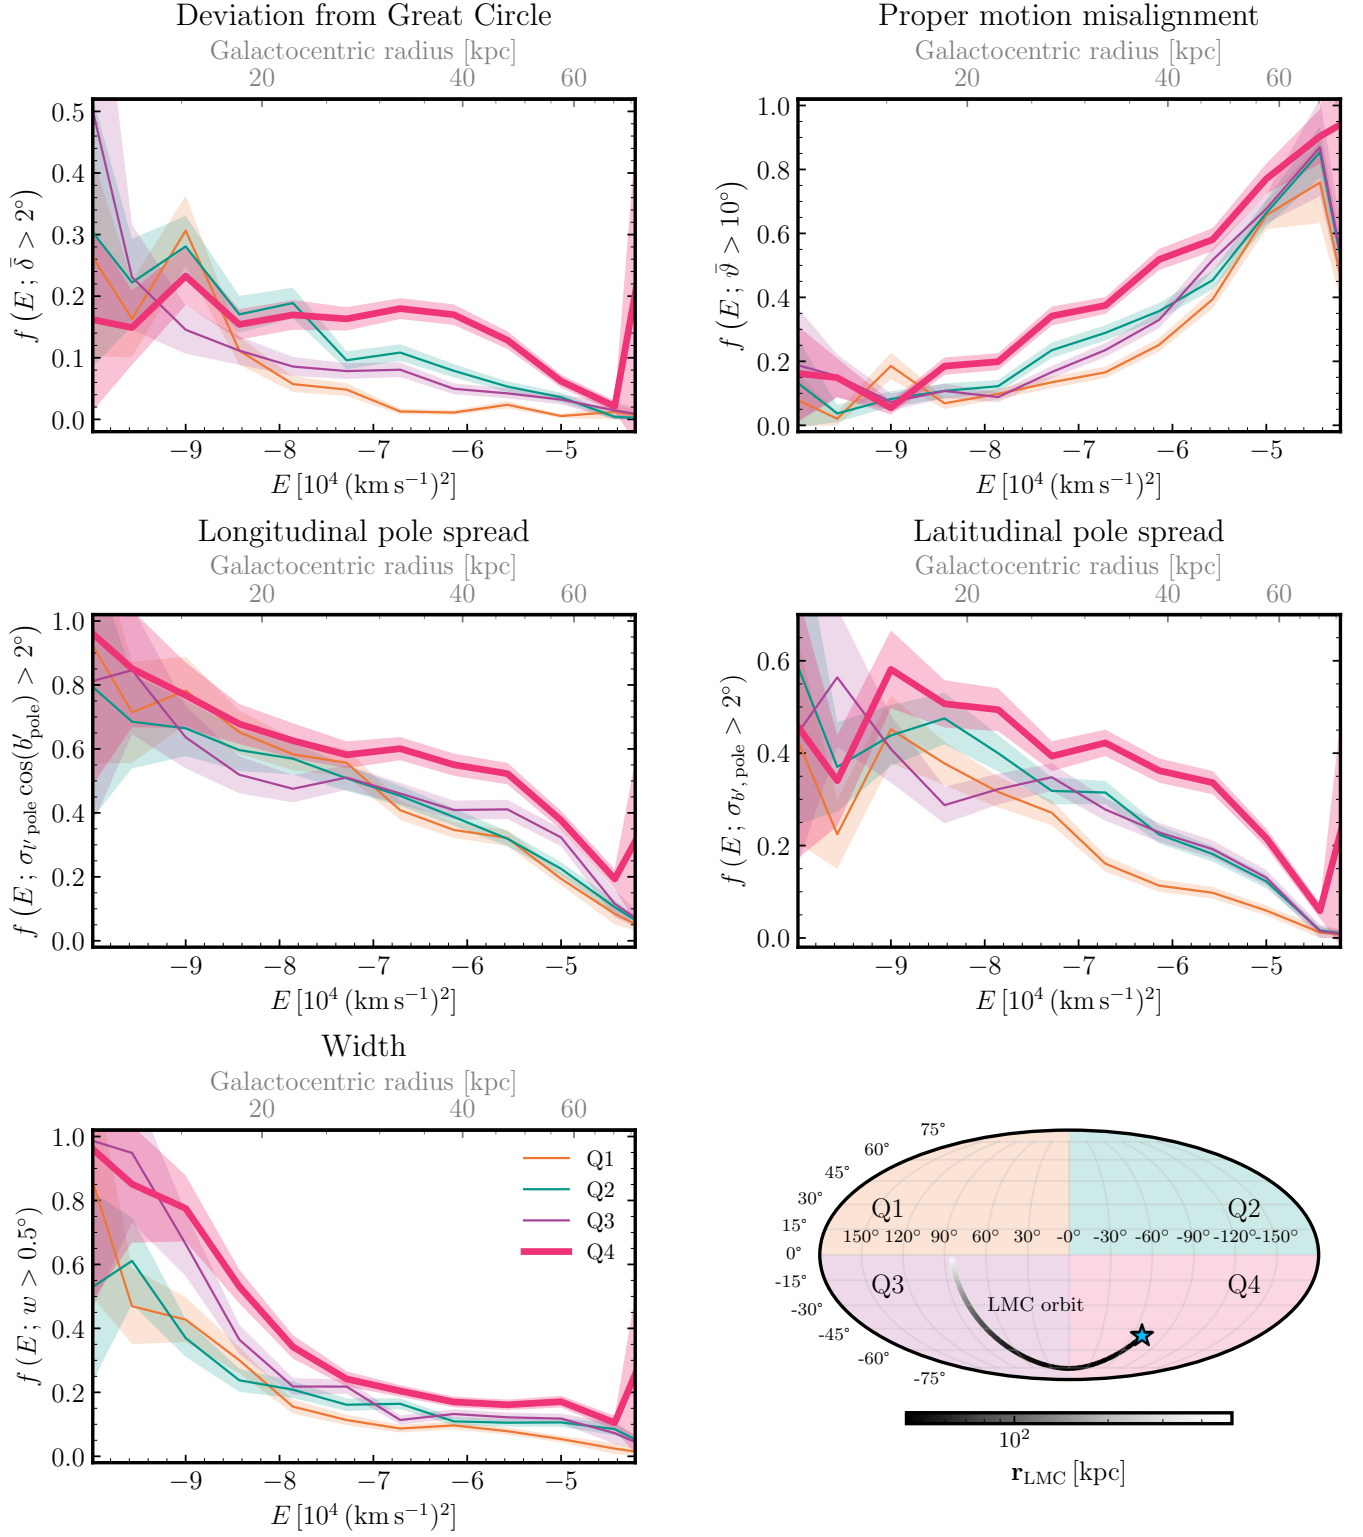 Deviation from Great Circle
Galactocentric radius [kpc]
20 40 60
0.5
0.4
0.3
0.2
0.1
0.0
f (E ; δ̄ > 2°)
−9 −8 −7 −6 −5
E [10⁴ (km s⁻¹)²]
Proper motion misalignment
Galactocentric radius [kpc]
20 40 60
1.0
0.8
0.6
0.4
0.2
0.0
f (E ; ϑ̄ > 10°)
−9 −8 −7 −6 −5
E [10⁴ (km s⁻¹)²]
Longitudinal pole spread
Galactocentric radius [kpc]
20 40 60
1.0
0.8
0.6
0.4
0.2
0.0
f (E ; σ_{l′ pole} cos(b′_{pole}) > 2°)
−9 −8 −7 −6 −5
E [10⁴ (km s⁻¹)²]
Latitudinal pole spread
Galactocentric radius [kpc]
20 40 60
0.6
0.4
0.2
0.0
f (E ; σ_{b′, pole} > 2°)
−9 −8 −7 −6 −5
E [10⁴ (km s⁻¹)²]
Width
Galactocentric radius [kpc]
20 40 60
1.0
0.8
0.6
0.4
0.2
0.0
f (E ; w > 0.5°)
Q1
Q2
Q3
Q4
−9 −8 −7 −6 −5
E [10⁴ (km s⁻¹)²]
75°
60°
45°
30°
15°
0°
-15°
-30°
-45°
-60°
-75°
Q1 Q2
150° 120° 90° 60° 30° -0° -30° -60° -90° -120° -150°
Q3 Q4
LMC orbit
10²
r_LMC [kpc]